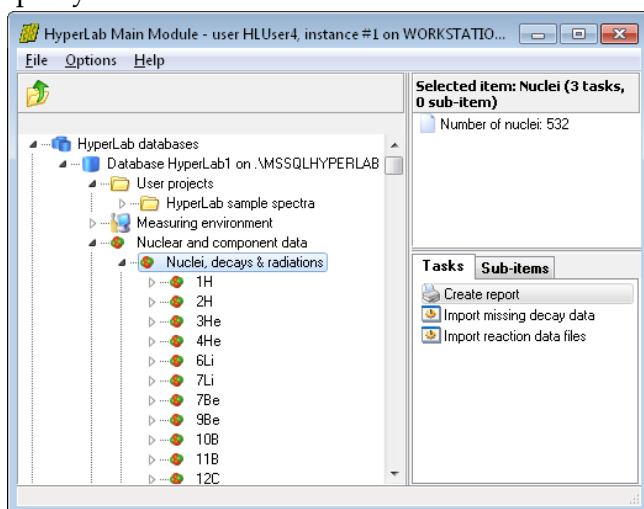 HyperLab Main Module - user HLUser4, instance #1 on WORKSTATIO...
File Options Help
HyperLab databases
Database HyperLab1 on .\MSSQLHYPERLAB
User projects
HyperLab sample spectra
Measuring environment
Nuclear and component data
Nuclei, decays & radiations
1H
2H
3He
4He
6Li
7Li
7Be
9Be
10B
11B
12C
Selected item: Nuclei (3 tasks,
0 sub-item)
Number of nuclei: 532
Tasks Sub-items
Create report
Import missing decay data
Import reaction data files